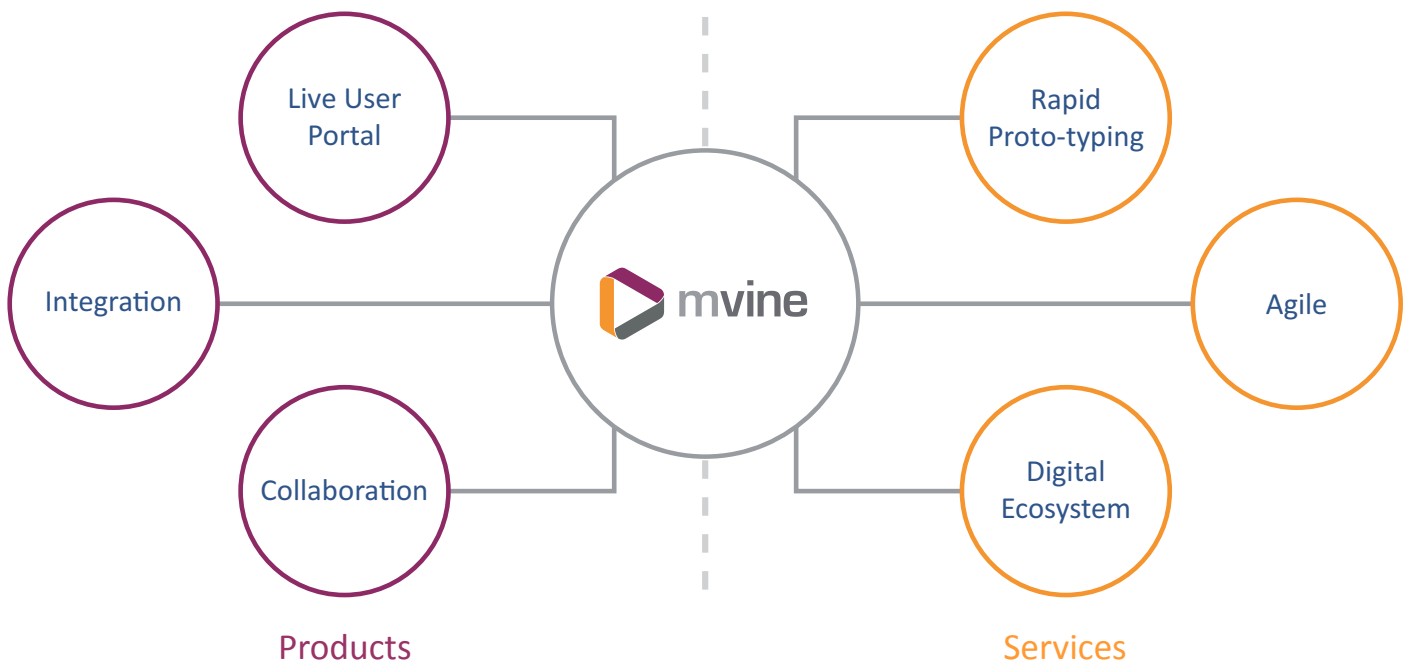 Live User
Portal
Rapid
Proto-typing
Integration
mvine
Agile
Collaboration
Digital
Ecosystem
Products
Services